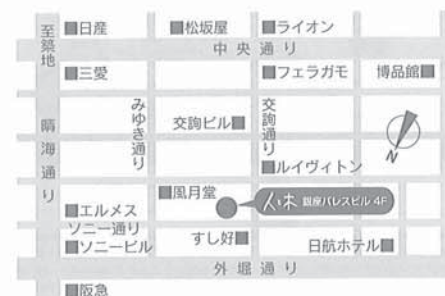 至築地
日産
松坂屋
ライオン
中央通り
三愛
フェラガモ
博品館
晴海通り
みゆき通り
交詢ビル
交詢通り
N
ルイヴィトン
風月堂
人と木 銀座パレスビル 4F
エルメス
ソニー通り
ソニービル
すし好
日航ホテル
外堀通り
阪急